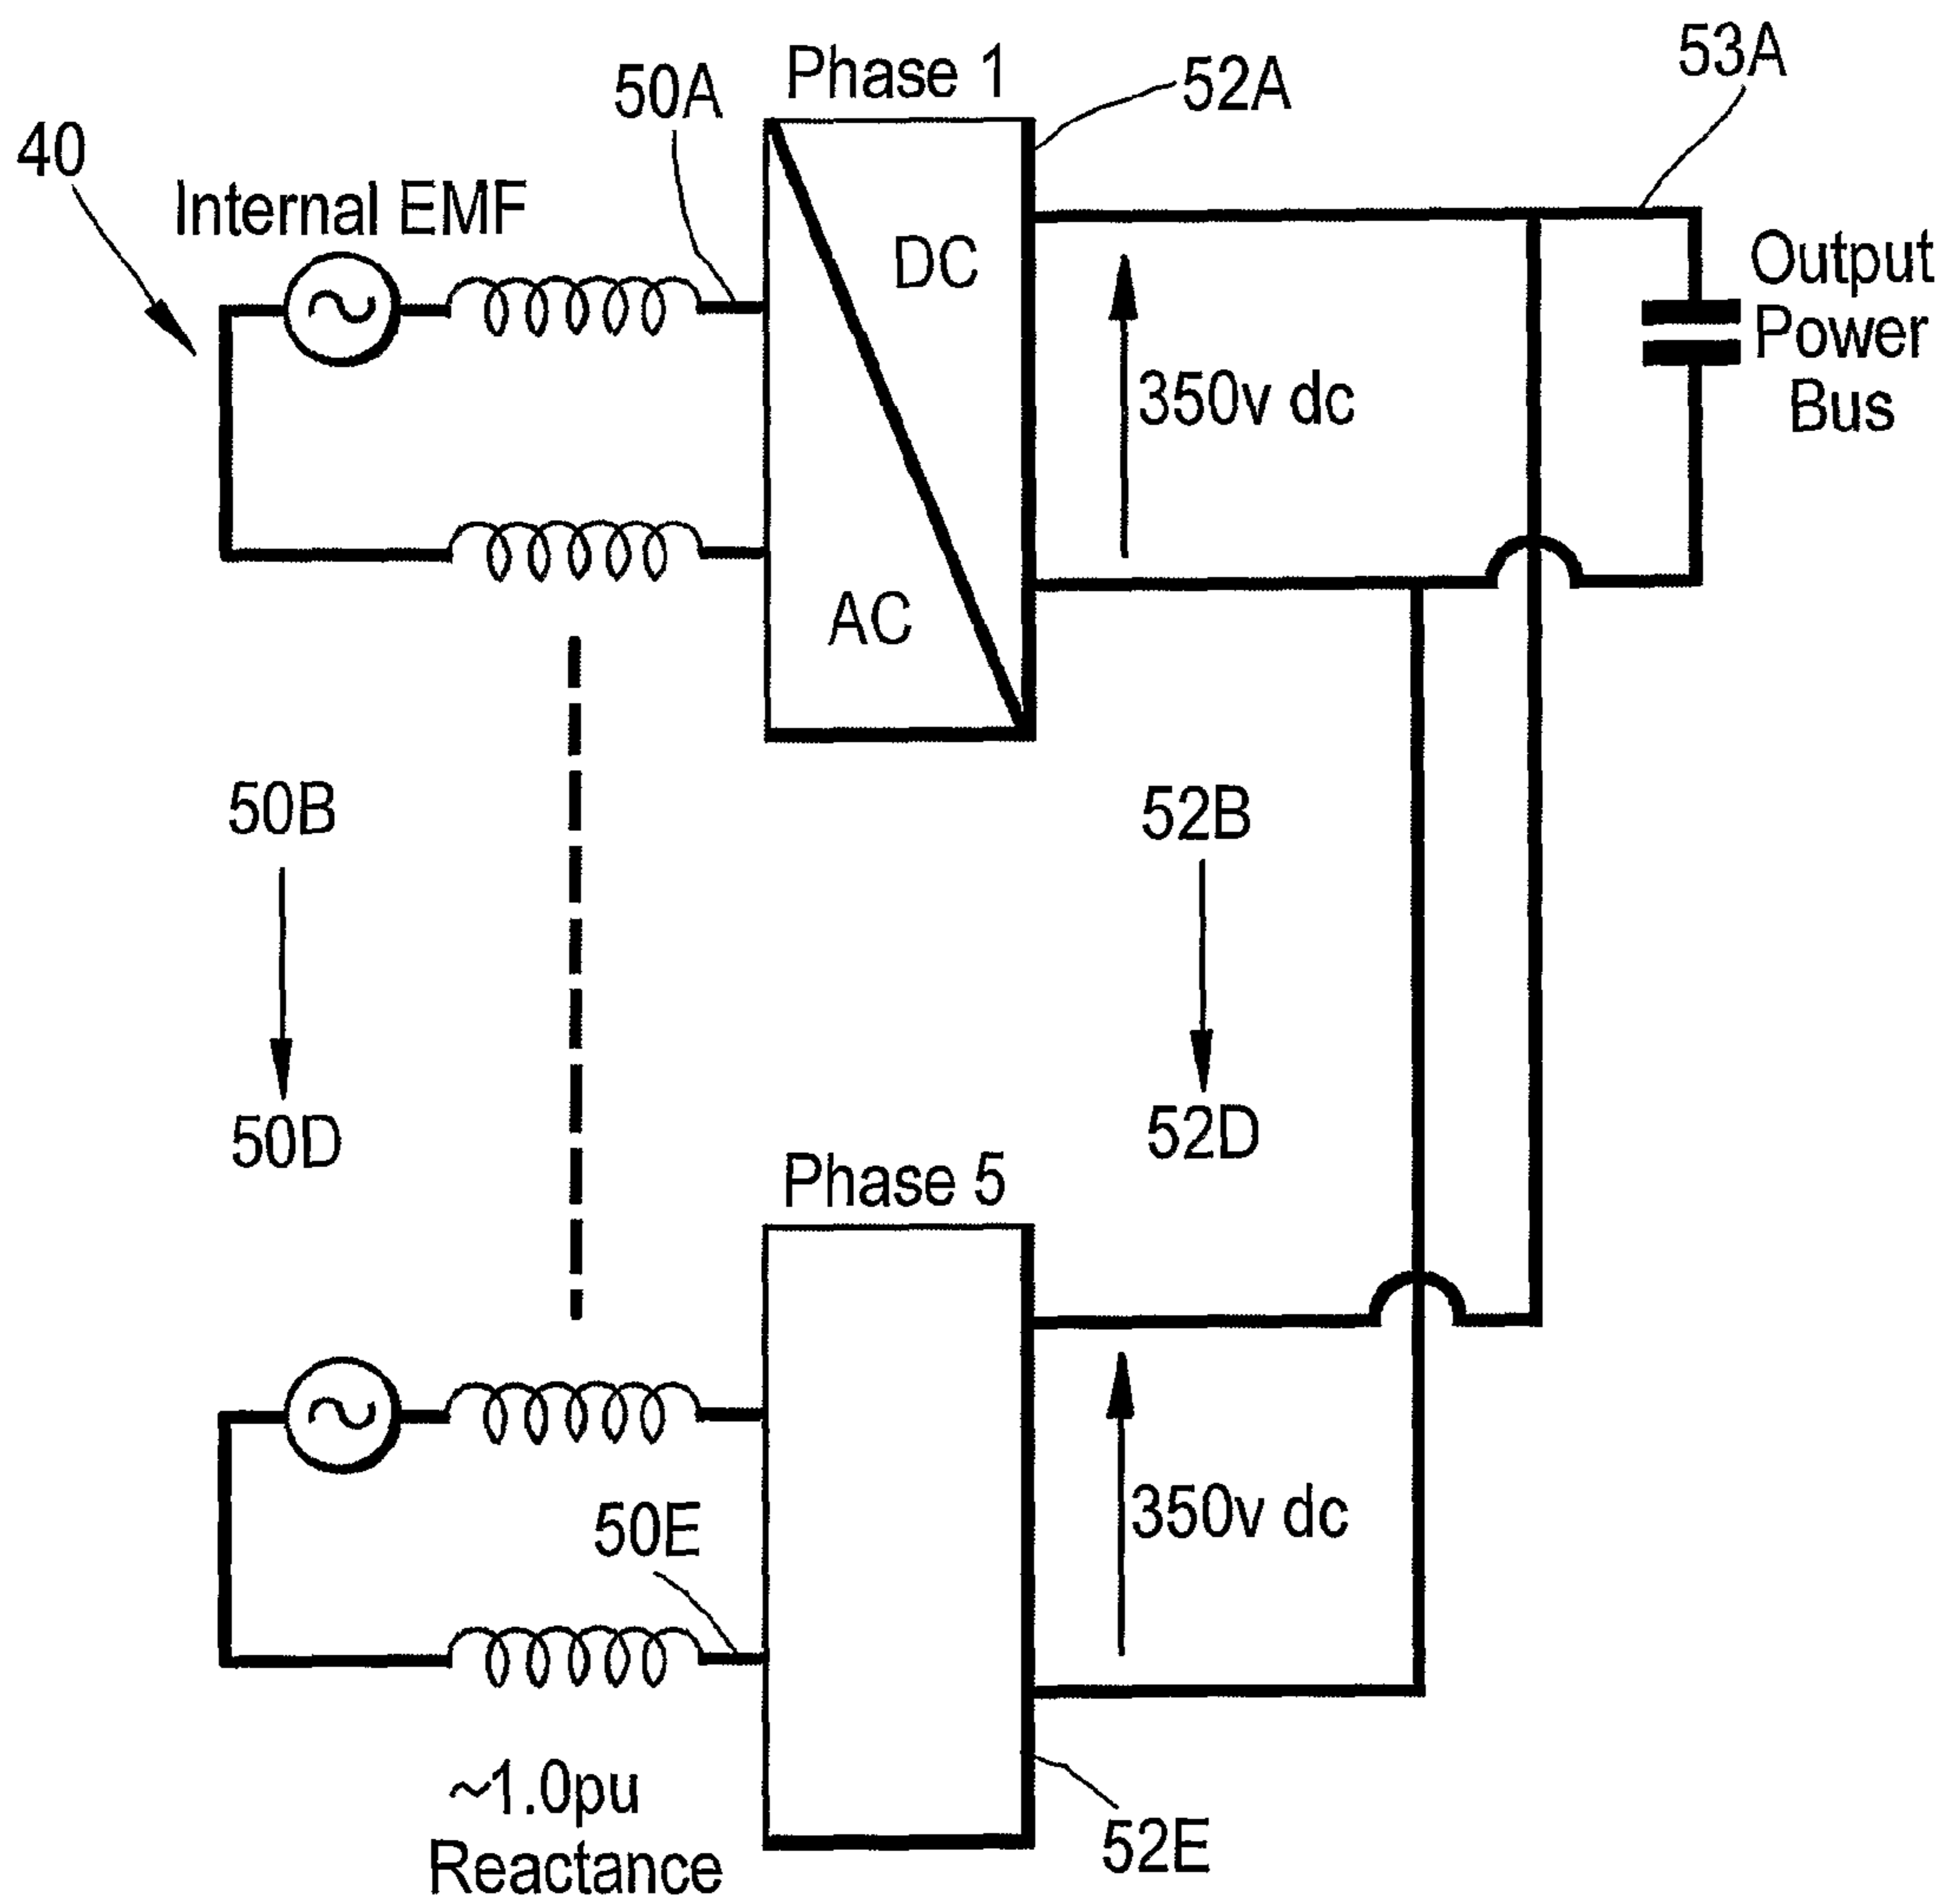 Phase 1
50A
52A
53A
40
Internal EMF
DC
Output
Power
Bus
350v dc
AC
50B
52B
50D
52D
Phase 5
50E
350v dc
~1.0pu
Reactance
52E